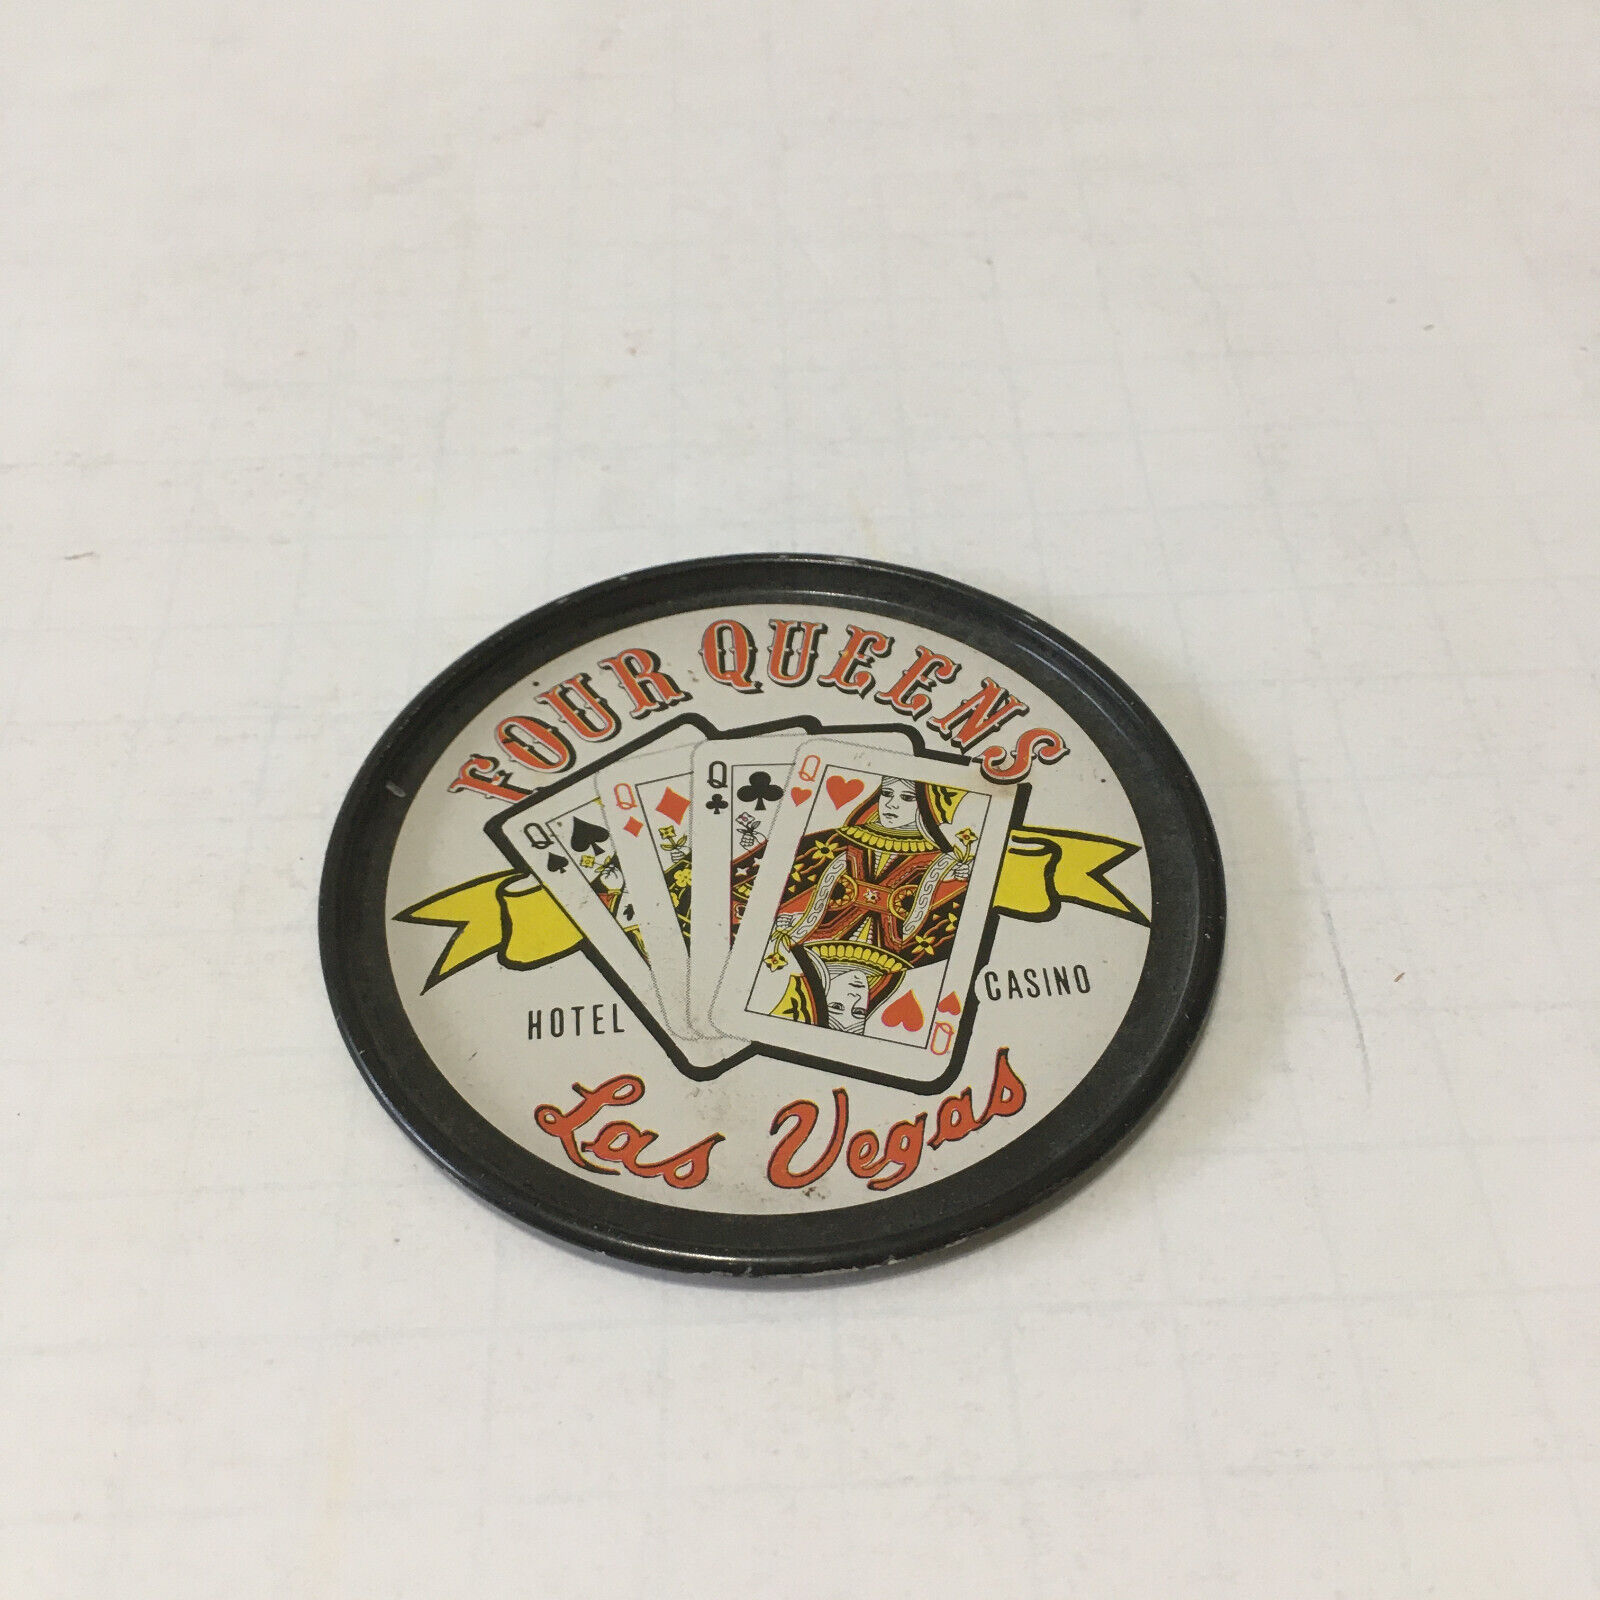 FOUR QUEENS
Q
Q
Q
Q
Q
HOTEL
CASINO
Las Vegas